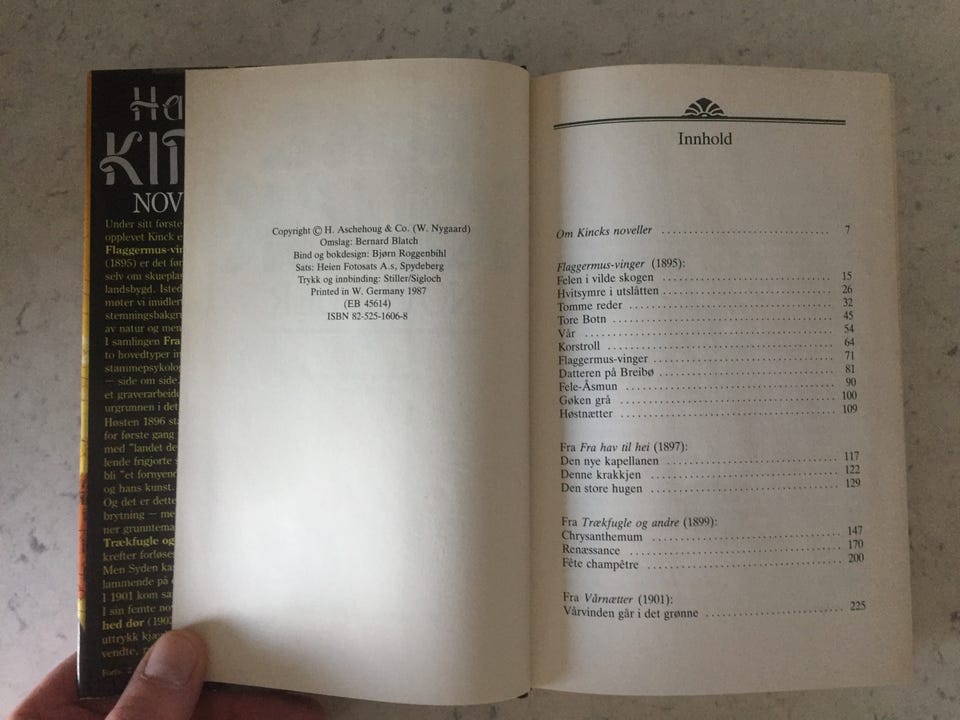 Ha
KI
NOV
Under sitt første
opplevet Kinck e
Flaggermus-vin
(1895) er det før
selv om skueplas
landsbygd. Isted
møter vi imidlert
stemningsbakgru
av natur og men
I samlingen Fra
to hovedtyper in
stammepsykolog
— side om side.
et graverarbeide
urgrunnen i det
Høsten 1896 sta
for første gang
med "landet de
lende frigjorte s
bli "et fornyend
og hans kunst.
Og det er dette
brytning — me
ner grunntema
Trækfugle og
krefter forløse
Men Syden ka
lammende på
I 1901 kom sa
I sin femte no
hed dør (190
uttrykk kjæ
vendte,
Copyright © H. Aschehoug & Co. (W. Nygaard)
Omslag: Bernard Blatch
Bind og bokdesign: Bjørn Roggenbihl
Sats: Heien Fotosats A.s, Spydeberg
Trykk og innbinding: Stiller/Sigloch
Printed in W. Germany 1987
(EB 45614)
ISBN 82-525-1606-8
Innhold
Om Kincks noveller .......................... 7
Flaggermus-vinger (1895):
Felen i vilde skogen .......................... 15
Hvitsymre i utslåtten .......................... 26
Tomme reder .......................... 32
Tore Botn .......................... 45
Vår .......................... 54
Korstroll .......................... 64
Flaggermus-vinger .......................... 71
Datteren på Breibø .......................... 81
Fele-Åsmun .......................... 90
Gøken grå .......................... 100
Høstnætter .......................... 109
Fra Fra hav til hei (1897):
Den nye kapellanen .......................... 117
Denne krakkjen .......................... 122
Den store hugen .......................... 129
Fra Trækfugle og andre (1899):
Chrysanthemum .......................... 147
Renæssance .......................... 170
Fête champêtre .......................... 200
Fra Vårnætter (1901):
Vårvinden går i det grønne .......................... 225